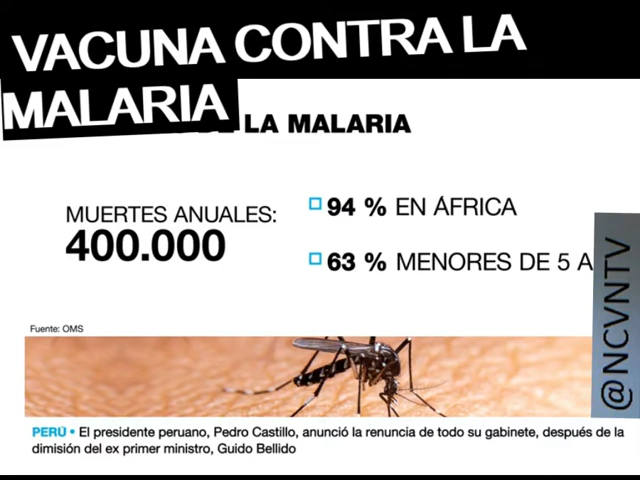 VACUNA CONTRA LA
MALARIA
LA MALARIA
MUERTES ANUALES:
400.000
94 % EN ÁFRICA
63 % MENORES DE 5 A
@NCVNTV
Fuente: OMS
PERÚ • El presidente peruano, Pedro Castillo, anunció la renuncia de todo su gabinete, después de la
dimisión del ex primer ministro, Guido Bellido